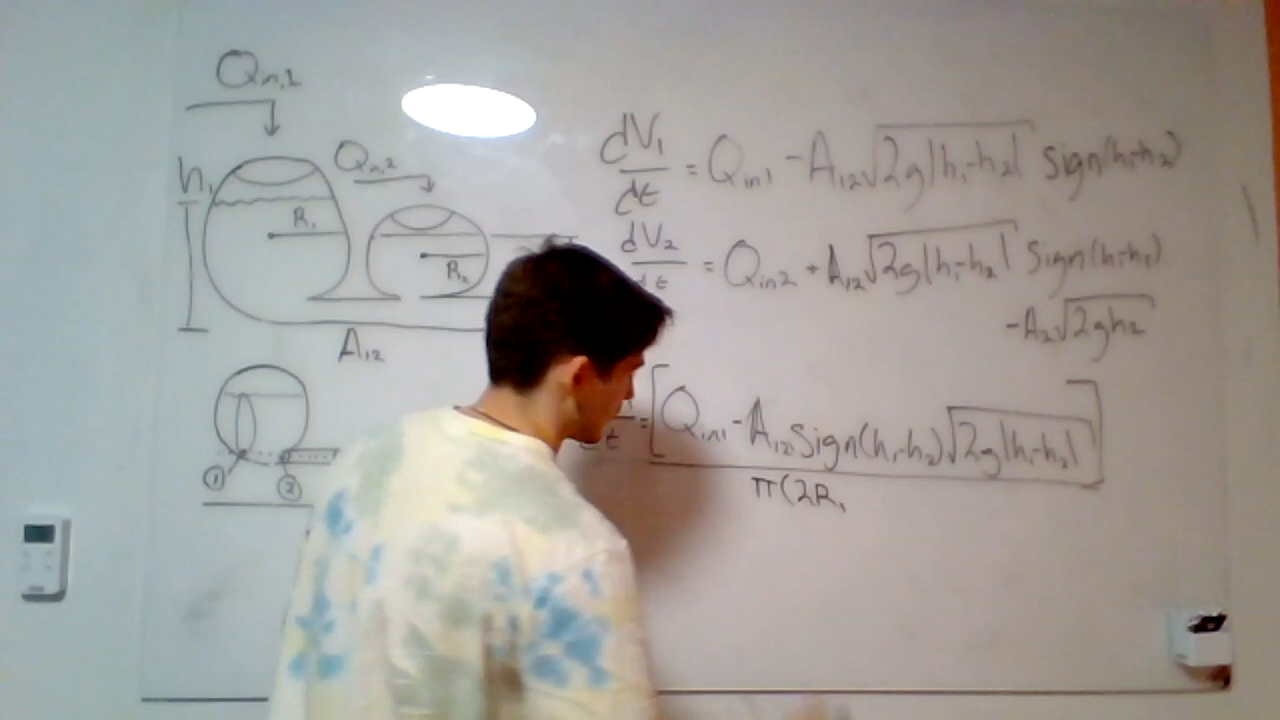 Qin,1
h₁
Qin,2
R₁
R₂
A₁₂
① ②
dV₁/dt = Qin1 - A₁₂√2g|h₁-h₂| Sign(h₁-h₂)
dV₂/dt = Qin2 + A₁₂√2g|h₁-h₂| Sign(h₁-h₂)
-A₂√2gh₂
= [Qin1 - A₁₂ Sign(h₁-h₂)√2g|h₁-h₂|]
π(2R₁